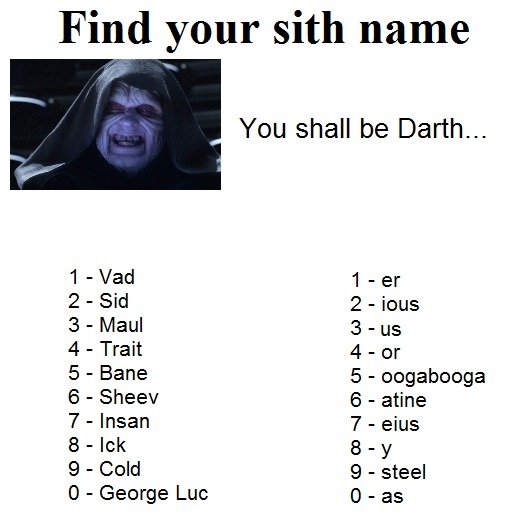 Find your sith name
You shall be Darth...
1 - Vad
2 - Sid
3 - Maul
4 - Trait
5 - Bane
6 - Sheev
7 - Insan
8 - Ick
9 - Cold
0 - George Luc
1 - er
2 - ious
3 - us
4 - or
5 - oogabooga
6 - atine
7 - eius
8 - y
9 - steel
0 - as